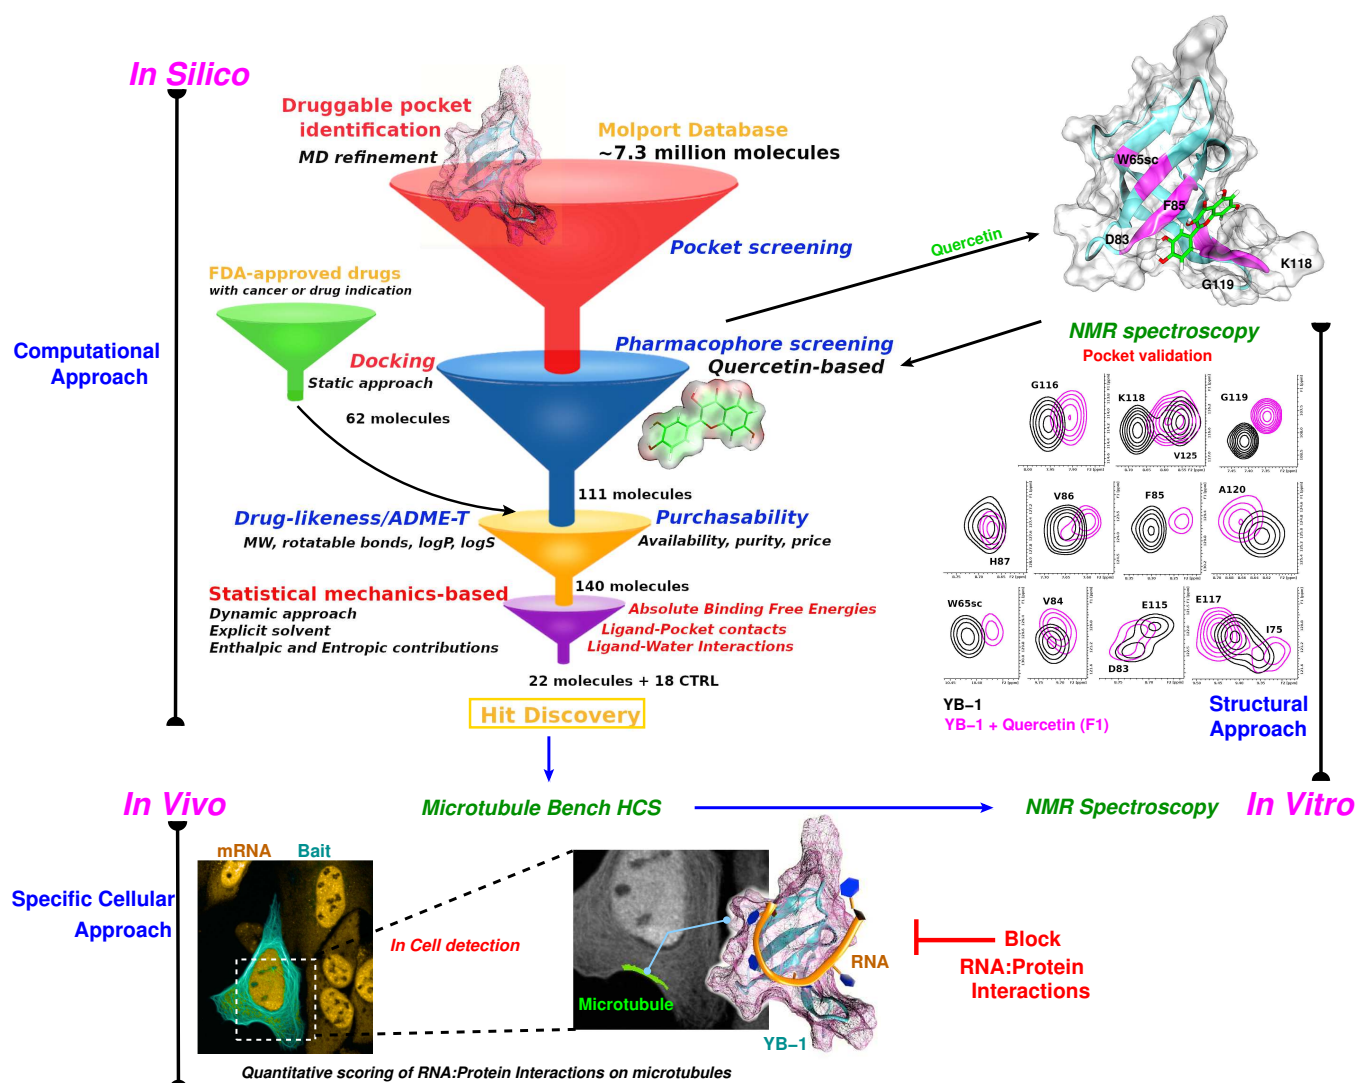 In Silico
Druggable pocket
identification
MD refinement
Molport Database
~7.3 million molecules
Pocket screening
FDA-approved drugs
with cancer or drug indication
Computational
Approach
Docking
Static approach
62 molecules
Pharmacophore screening
Quercetin-based
111 molecules
Drug-likeness/ADME-T
MW, rotatable bonds, logP, logS
Purchasability
Availability, purity, price
140 molecules
Statistical mechanics-based
Dynamic approach
Explicit solvent
Enthalpic and Entropic contributions
Absolute Binding Free Energies
Ligand-Pocket contacts
Ligand-Water Interactions
22 molecules + 18 CTRL
Hit Discovery
Quercetin
W65sc
F85
D83
K118
G119
NMR spectroscopy
Pocket validation
G116
K118
V125
G119
H87
V86
F85
A120
W65sc
V84
E115
D83
E117
I75
YB−1
YB−1 + Quercetin (F1)
Structural
Approach
In Vivo
Microtubule Bench HCS
NMR Spectroscopy
In Vitro
Specific Cellular
Approach
mRNA
Bait
In Cell detection
Microtubule
RNA
YB−1
Block
RNA:Protein
Interactions
Quantitative scoring of RNA:Protein Interactions on microtubules